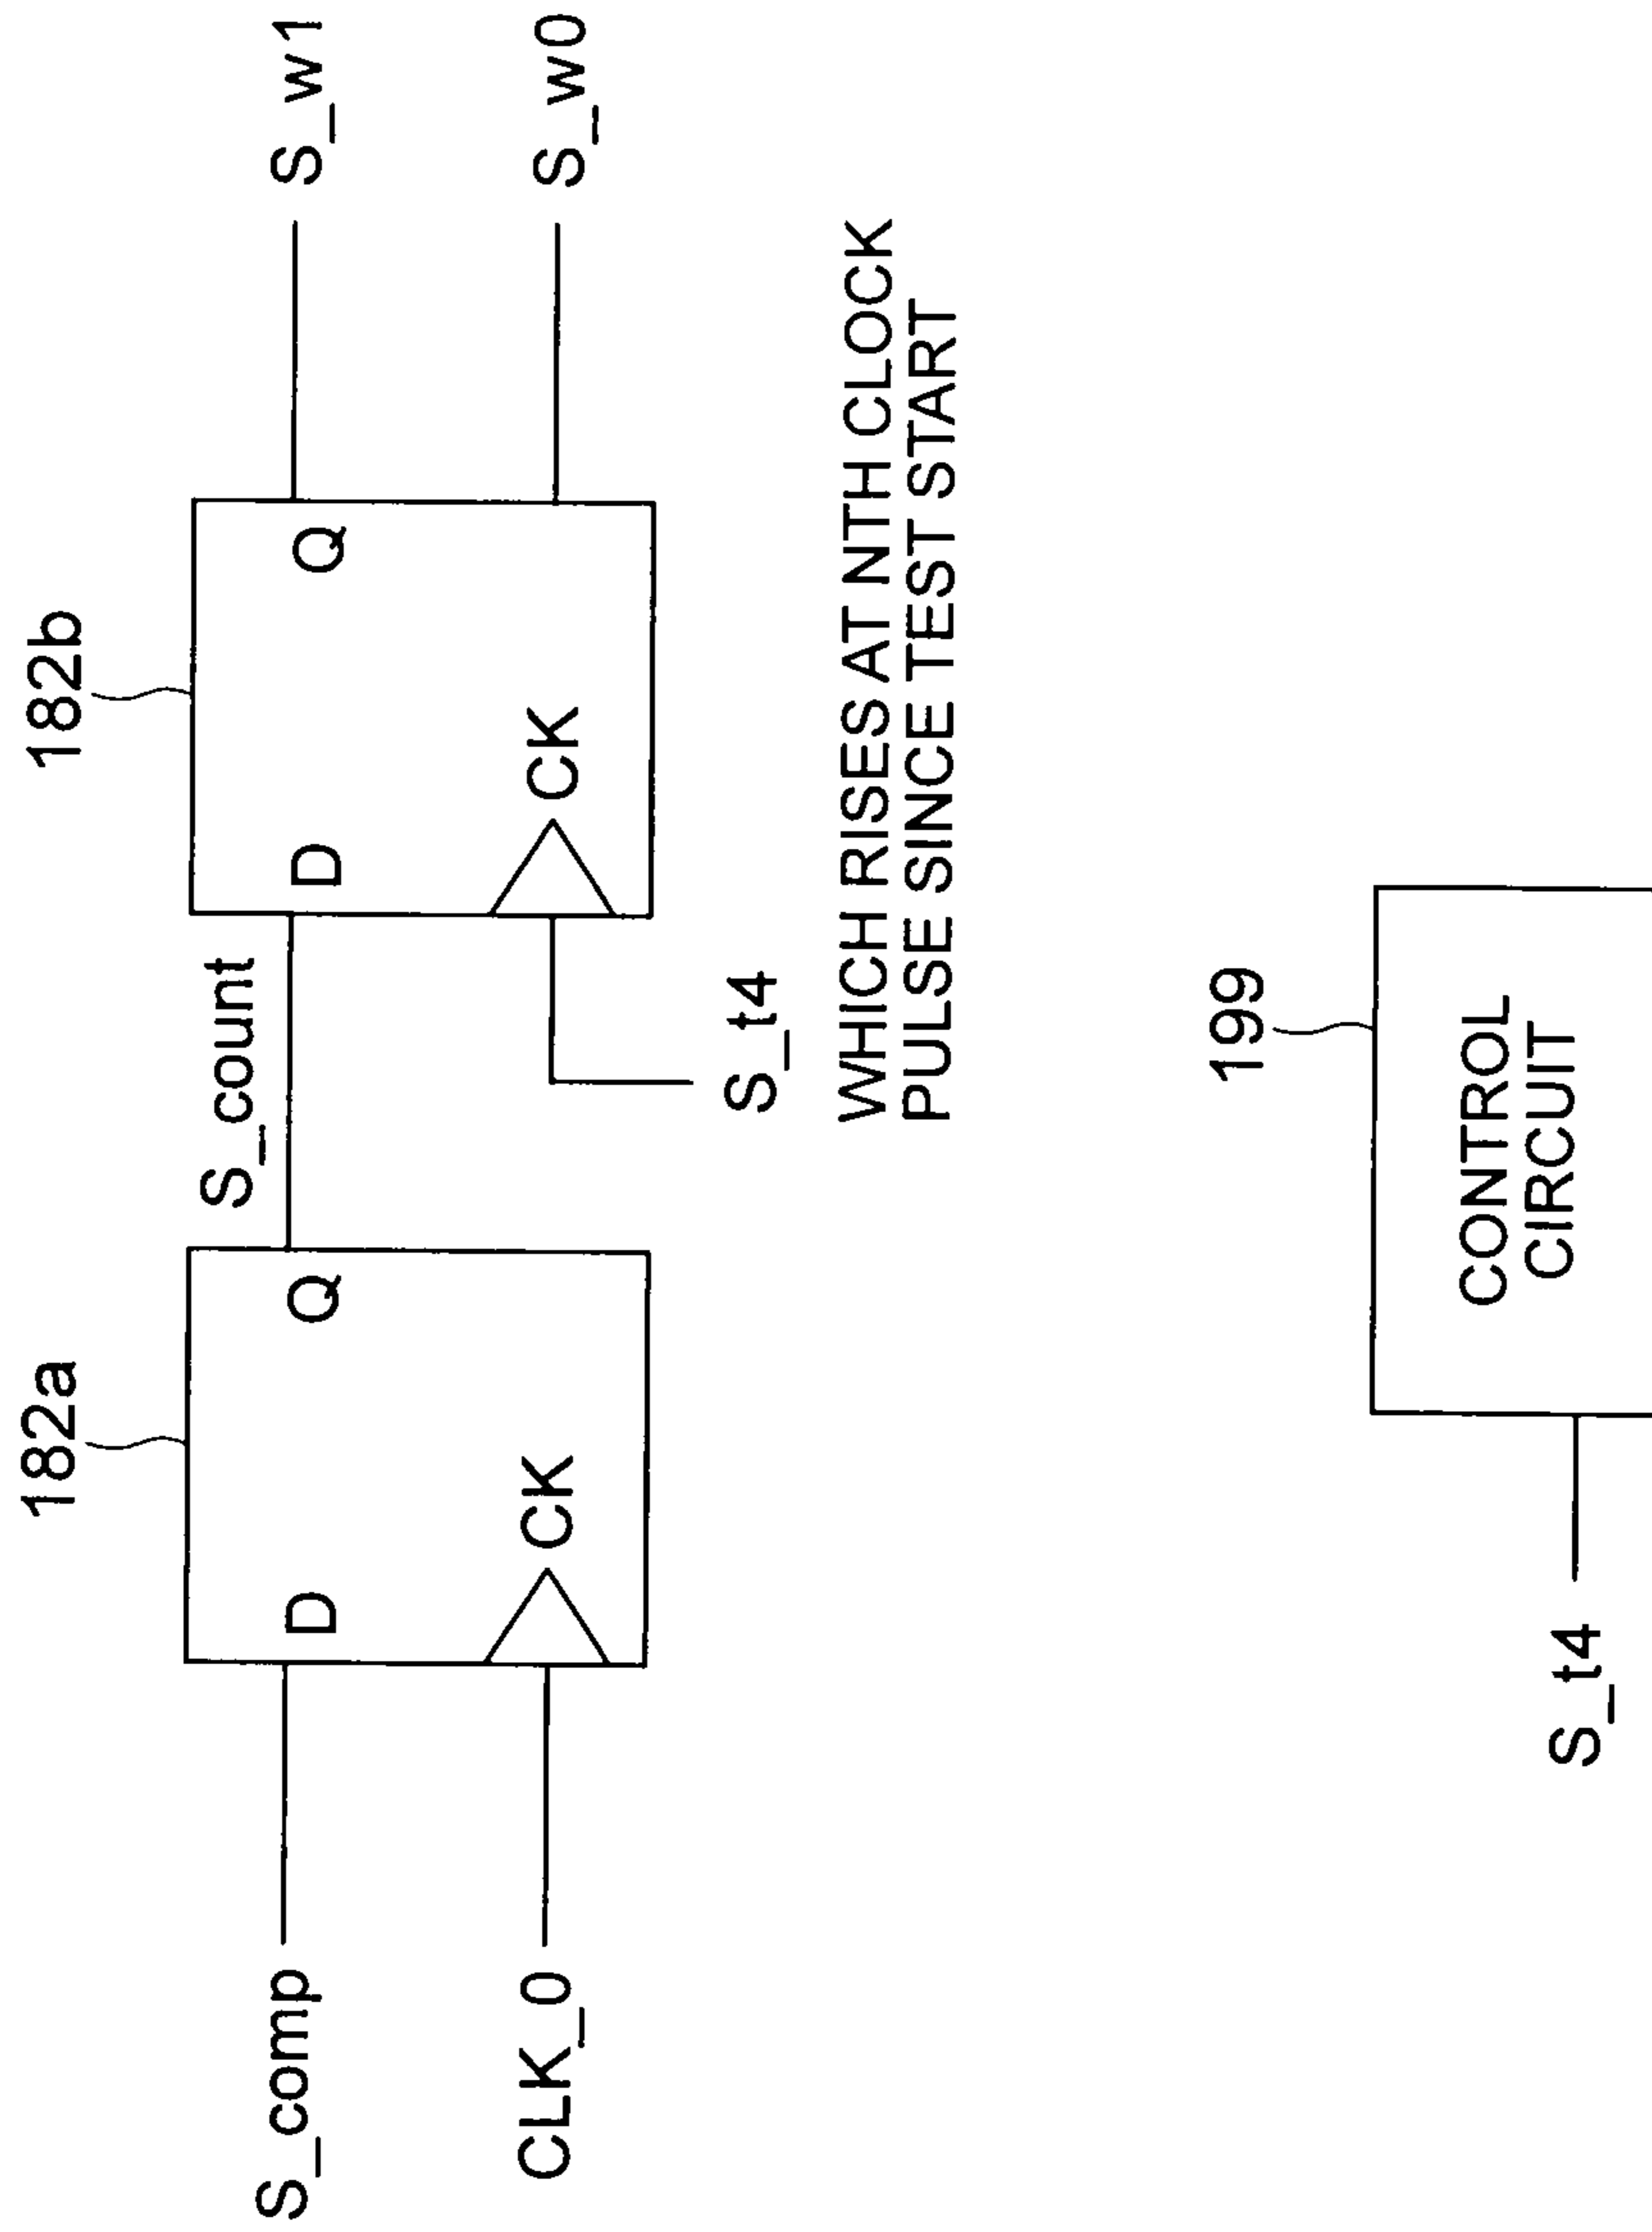 182a
182b
S_comp
D
Q
S_count
D
Q
S_w1
CLK_0
CK
CK
S_w0
S_t4
WHICH RISES AT NTH CLOCK
PULSE SINCE TEST START
199
CONTROL
CIRCUIT
S_t4